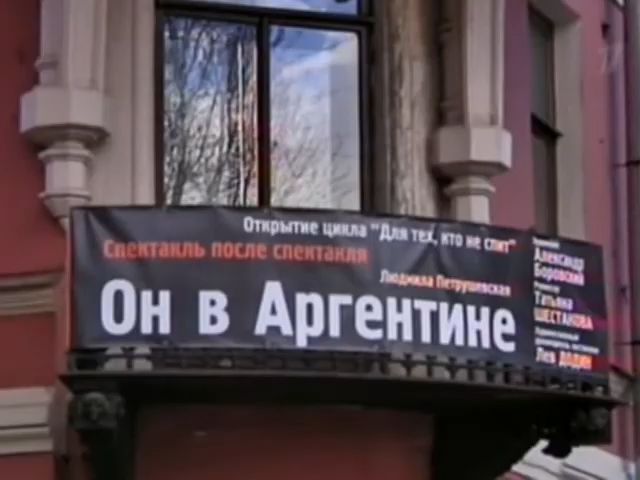 Открытие цикла "Для тех, кто не спит"
Спектакль после спектакля
Людмила Петрушевская
Он в Аргентине
Александр
Боровский
Режиссер
Татьяна
ШЕСТАКОВА
Лев ДОДИН